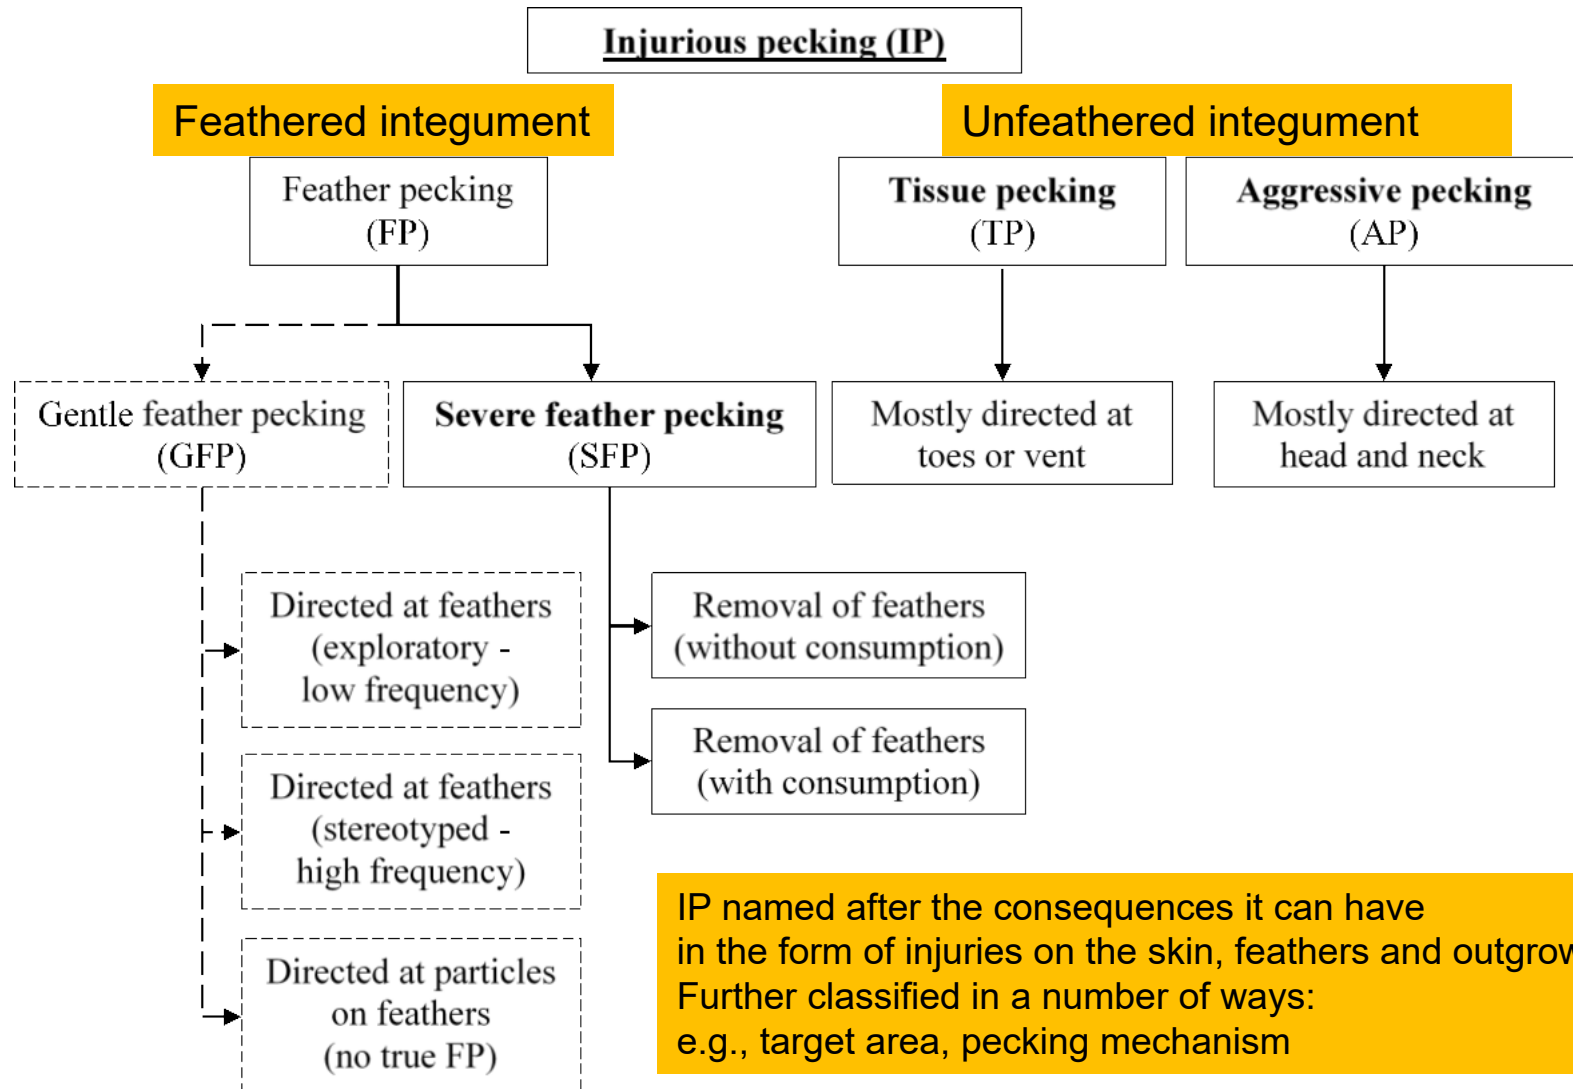 Injurious pecking (IP)
Feathered integument
Unfeathered integument
Feather pecking
(FP)
Tissue pecking
(TP)
Aggressive pecking
(AP)
Gentle feather pecking
(GFP)
Severe feather pecking
(SFP)
Mostly directed at
toes or vent
Mostly directed at
head and neck
Directed at feathers
(exploratory -
low frequency)
Directed at feathers
(stereotyped -
high frequency)
Directed at particles
on feathers
(no true FP)
Removal of feathers
(without consumption)
Removal of feathers
(with consumption)
IP named after the consequences it can have
in the form of injuries on the skin, feathers and
Further classified in a number of ways:
e.g., target area, pecking mechanism